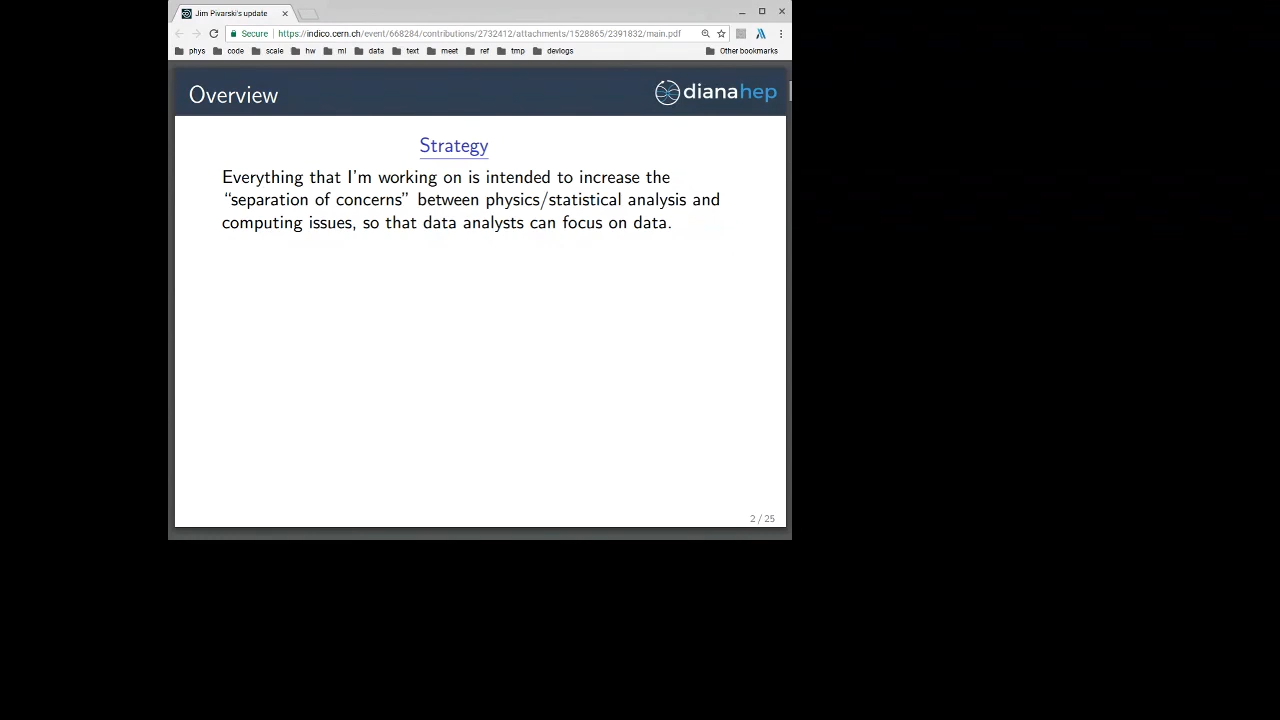 Jim Pivarski's update
Secure https://indico.cern.ch/event/668284/contributions/2732412/attachments/1528865/2391832/main.pdf
phys code scale hw ml data text meet ref tmp devlogs Other bookmarks
Overview dianahep
Strategy
Everything that I'm working on is intended to increase the
“separation of concerns” between physics/statistical analysis and
computing issues, so that data analysts can focus on data.
2 / 25